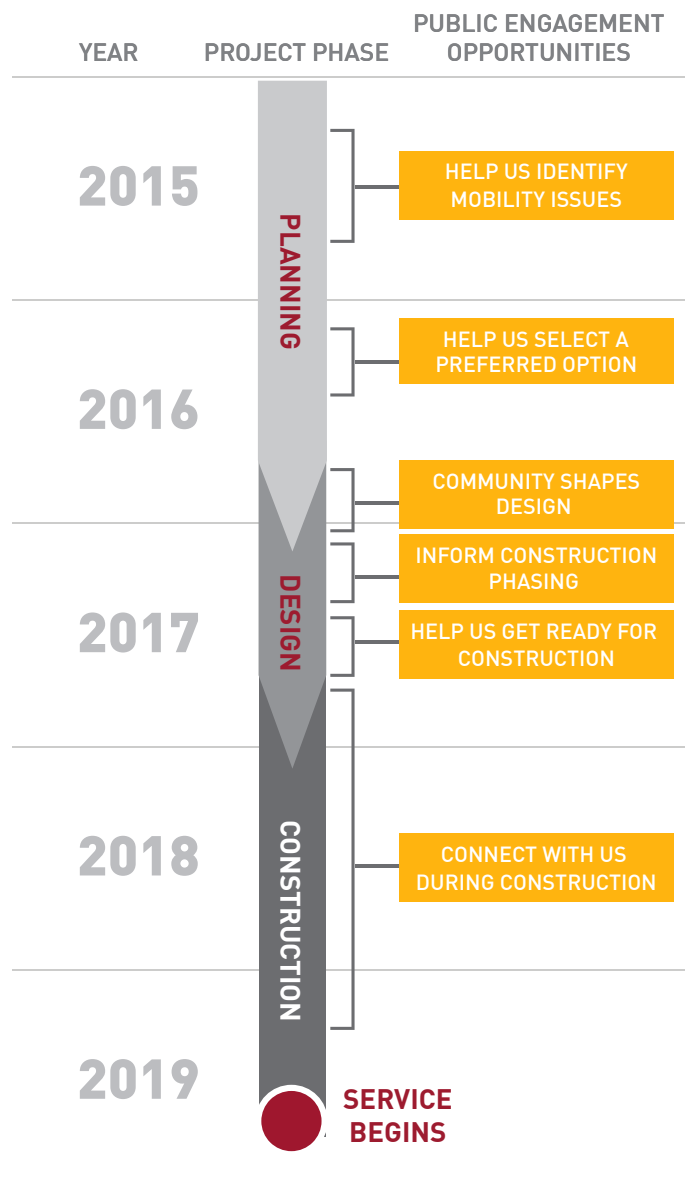 YEAR
PROJECT PHASE
PUBLIC ENGAGEMENT
OPPORTUNITIES
2015
PLANNING
HELP US IDENTIFY
MOBILITY ISSUES
2016
HELP US SELECT A
PREFERRED OPTION
COMMUNITY SHAPES
DESIGN
2017
DESIGN
INFORM CONSTRUCTION
PHASING
HELP US GET READY FOR
CONSTRUCTION
2018
CONSTRUCTION
CONNECT WITH US
DURING CONSTRUCTION
2019
SERVICE
BEGINS